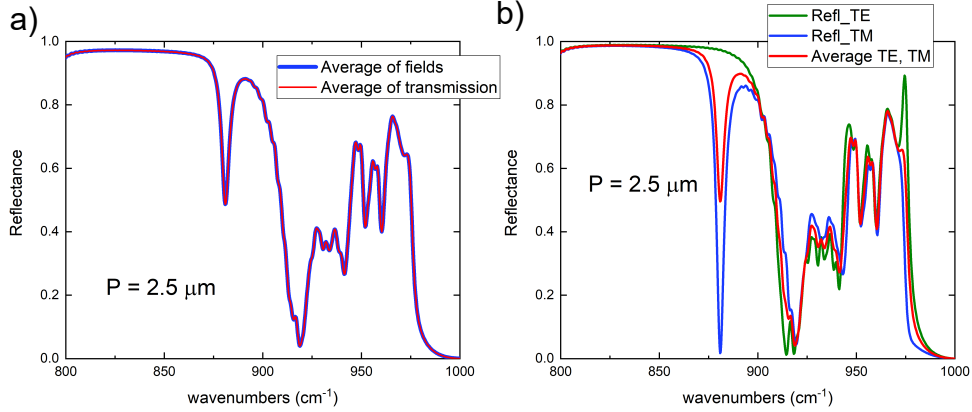 a)
Average of fields
Average of transmission
P = 2.5 μm
Reflectance
1.0
0.8
0.6
0.4
0.2
0.0
800
850
900
950
1000
wavenumbers (cm⁻¹)
b)
Refl_TE
Refl_TM
Average TE, TM
P = 2.5 μm
Reflectance
1.0
0.8
0.6
0.4
0.2
0.0
800
850
900
950
1000
wavenumbers (cm⁻¹)